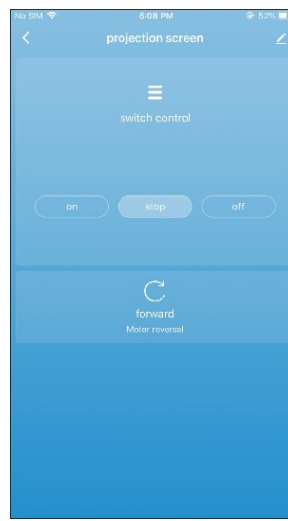 No SIM 5:08 PM 52%
projection screen
switch control
on stop off
forward
Motor reversal